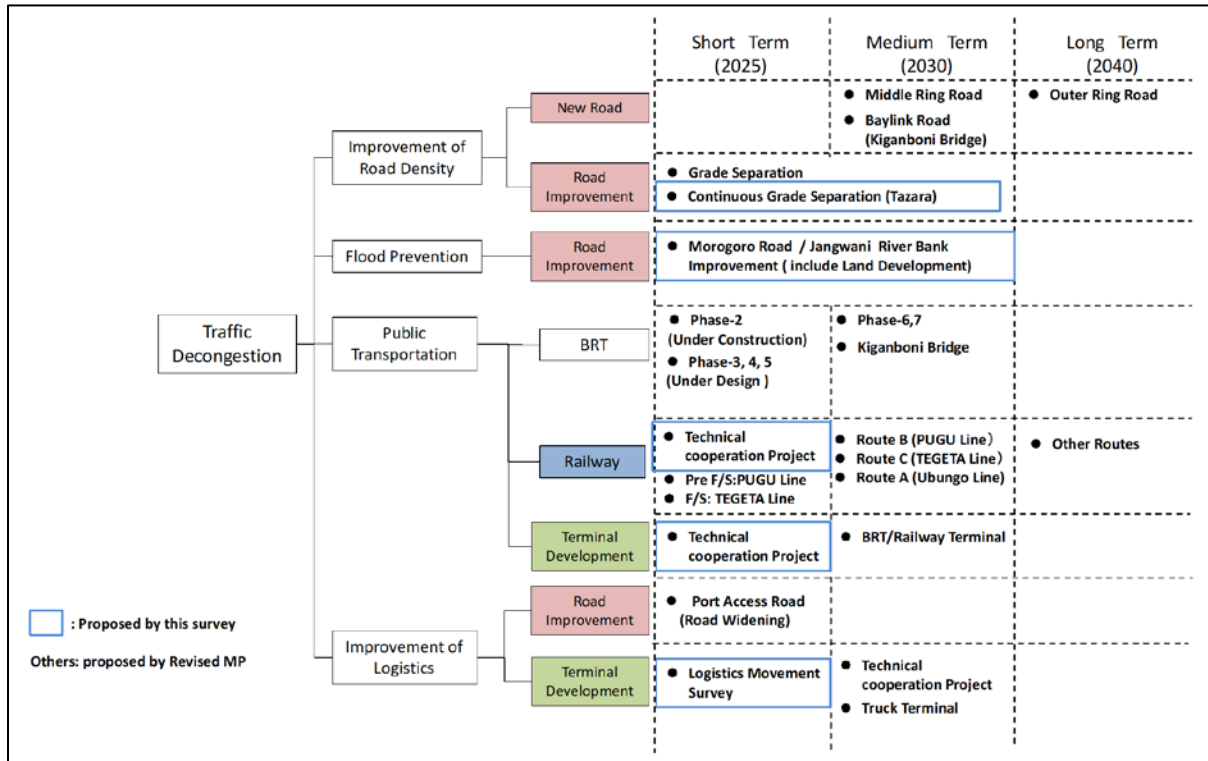 Short Term
(2025)
Medium Term
(2030)
Long Term
(2040)
Traffic
Decongestion
Improvement of
Road Density
New Road
● Middle Ring Road
● Baylink Road
(Kiganboni Bridge)
● Outer Ring Road
Road
Improvement
● Grade Separation
● Continuous Grade Separation (Tazara)
Flood Prevention
Road
Improvement
● Morogoro Road / Jangwani River Bank
Improvement ( include Land Development)
Public
Transportation
BRT
● Phase-2
(Under Construction)
● Phase-3, 4, 5
(Under Design )
● Phase-6,7
● Kiganboni Bridge
Railway
● Technical
cooperation Project
● Pre F/S:PUGU Line
● F/S: TEGETA Line
● Route B (PUGU Line)
● Route C (TEGETA Line)
● Route A (Ubungo Line)
● Other Routes
Terminal
Development
● Technical
cooperation Project
● BRT/Railway Terminal
Improvement of
Logistics
Road
Improvement
● Port Access Road
(Road Widening)
Terminal
Development
● Logistics Movement
Survey
● Technical
cooperation Project
● Truck Terminal
: Proposed by this survey
Others: proposed by Revised MP